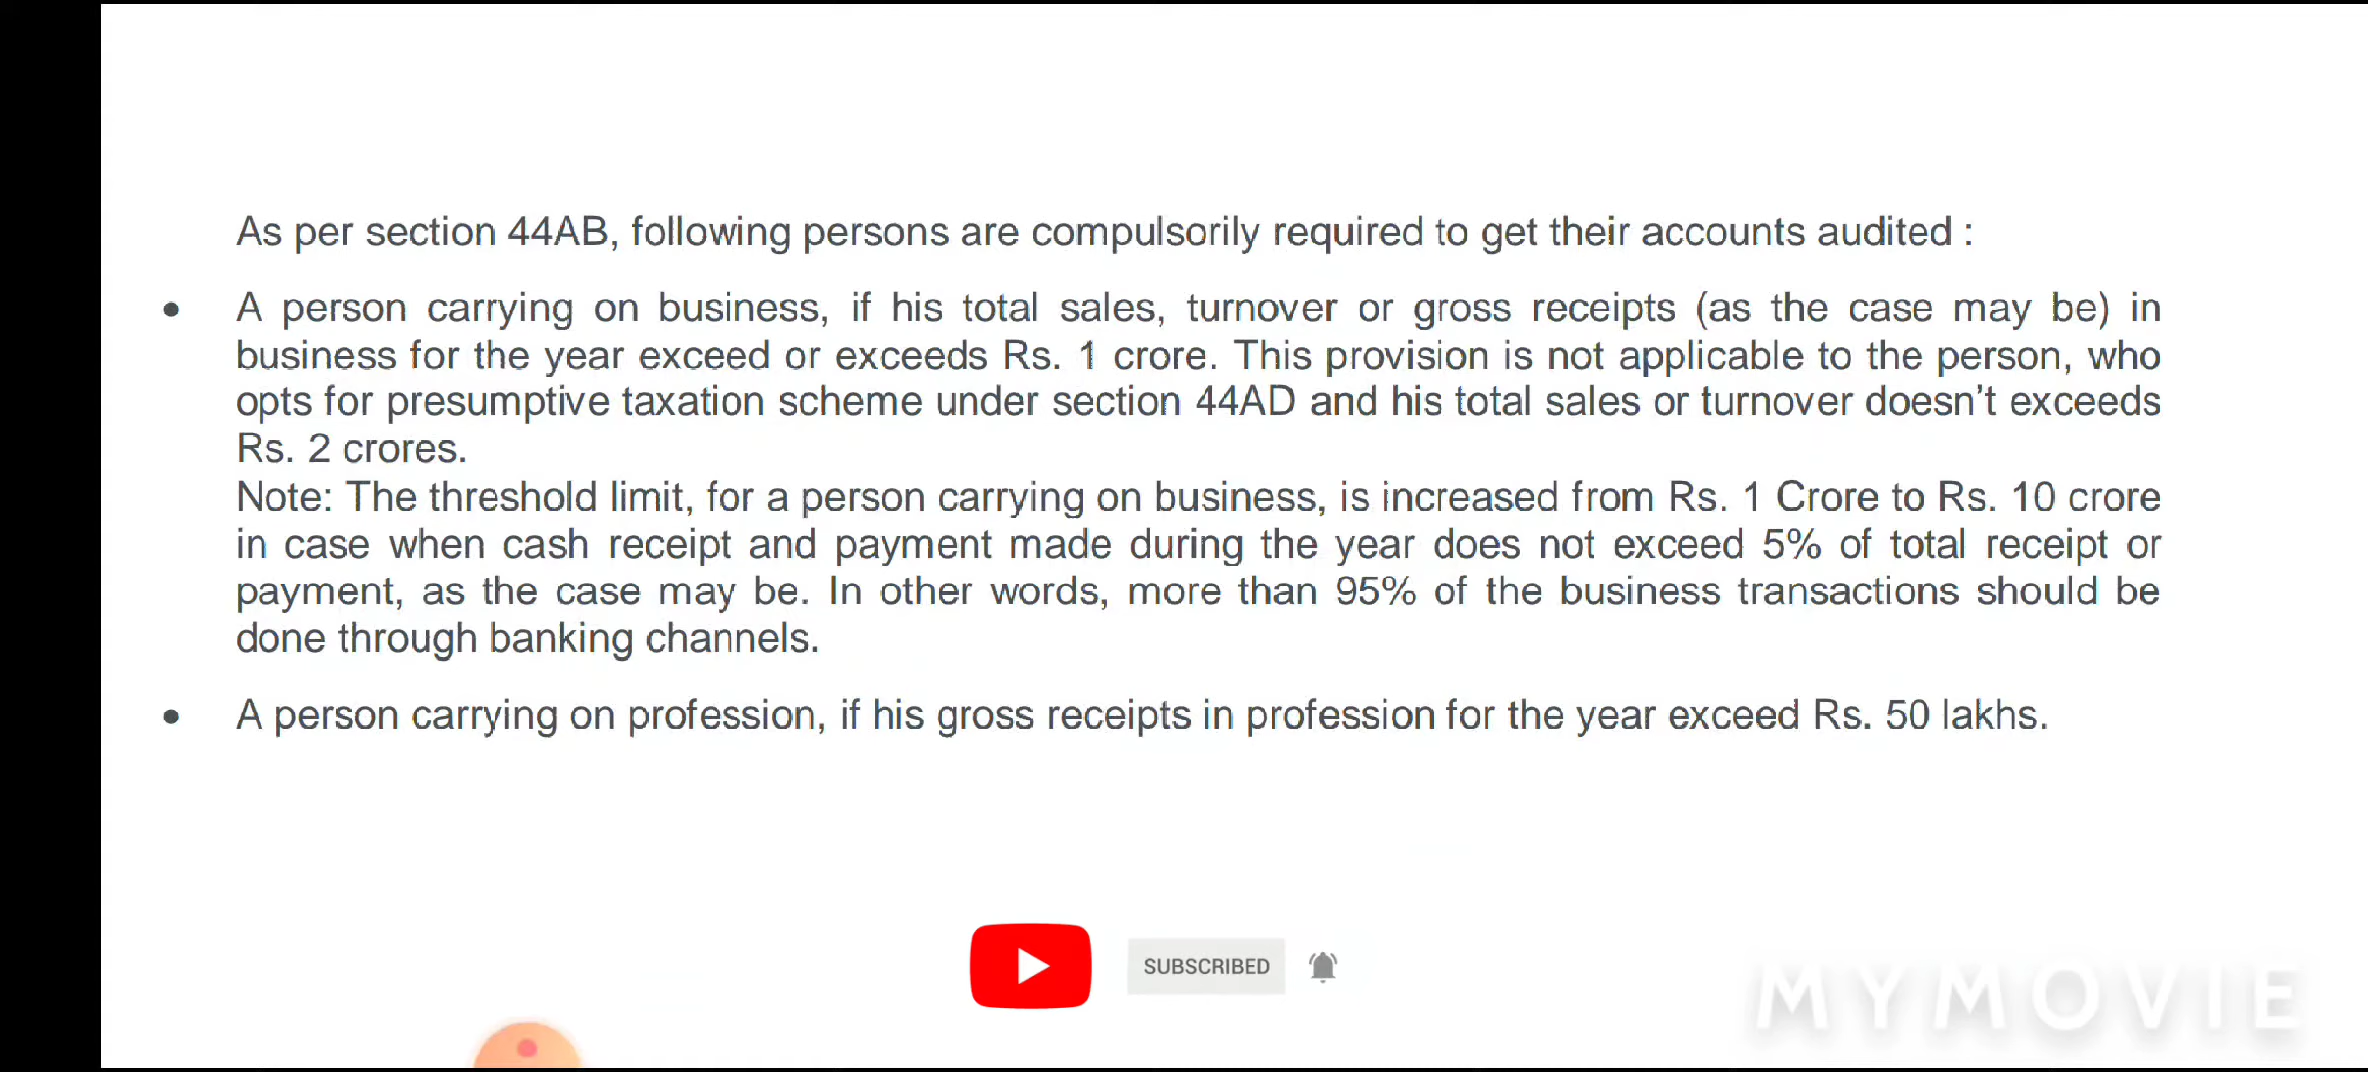 As per section 44AB, following persons are compulsorily required to get their accounts audited :
• A person carrying on business, if his total sales, turnover or gross receipts (as the case may be) in
business for the year exceed or exceeds Rs. 1 crore. This provision is not applicable to the person, who
opts for presumptive taxation scheme under section 44AD and his total sales or turnover doesn't exceeds
Rs. 2 crores.
Note: The threshold limit, for a person carrying on business, is increased from Rs. 1 Crore to Rs. 10 crore
in case when cash receipt and payment made during the year does not exceed 5% of total receipt or
payment, as the case may be. In other words, more than 95% of the business transactions should be
done through banking channels.
• A person carrying on profession, if his gross receipts in profession for the year exceed Rs. 50 lakhs.
SUBSCRIBED
MYMOVIE